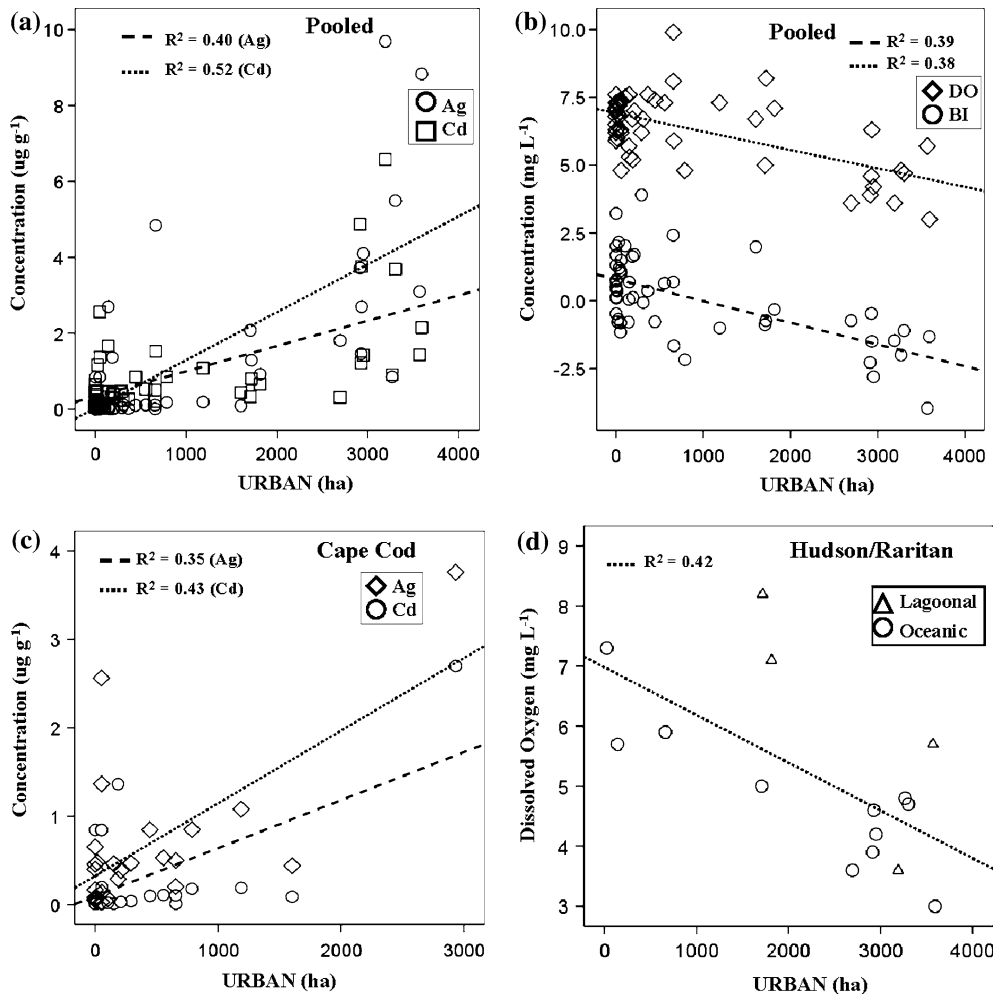 (a)
Pooled
R² = 0.40 (Ag)
R² = 0.52 (Cd)
Ag
Cd
10
8
6
4
2
0
Concentration (ug g⁻¹)
0 1000 2000 3000 4000
URBAN (ha)
(b)
Pooled
R² = 0.39
R² = 0.38
DO
BI
10.0
7.5
5.0
2.5
0.0
-2.5
Concentration (mg L⁻¹)
0 1000 2000 3000 4000
URBAN (ha)
(c)
Cape Cod
R² = 0.35 (Ag)
R² = 0.43 (Cd)
Ag
Cd
4
3
2
1
0
Concentration (ug g⁻¹)
0 1000 2000 3000
URBAN (ha)
(d)
Hudson/Raritan
R² = 0.42
Lagoonal
Oceanic
9
8
7
6
5
4
3
Dissolved Oxygen (mg L⁻¹)
0 1000 2000 3000 4000
URBAN (ha)